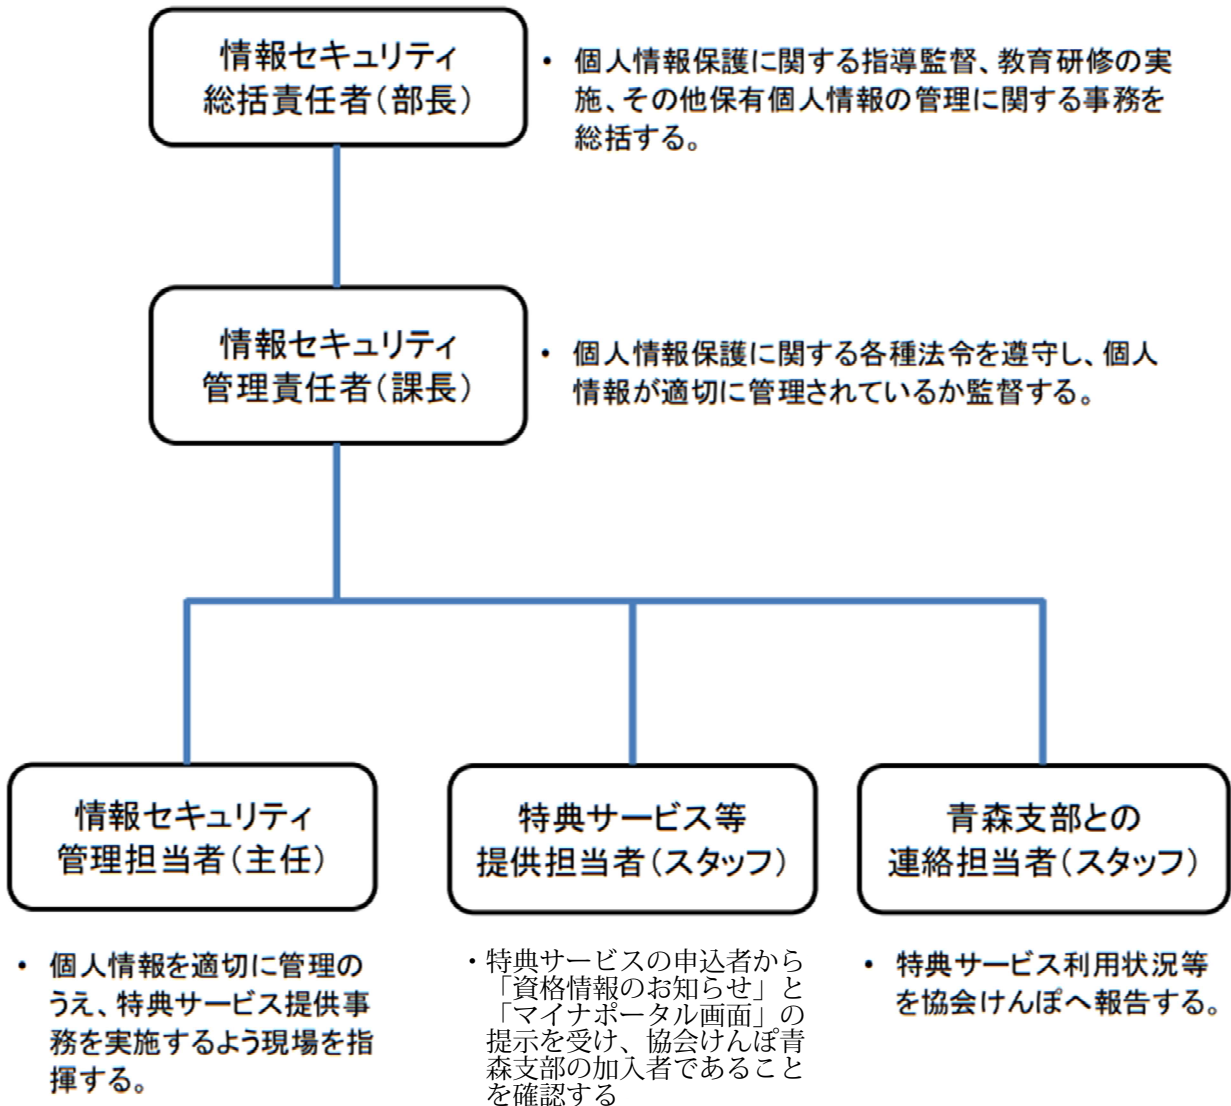 情報セキュリティ
総括責任者(部長)
・ 個人情報保護に関する指導監督、教育研修の実
施、その他保有個人情報の管理に関する事務を
総括する。
情報セキュリティ
管理責任者(課長)
・ 個人情報保護に関する各種法令を遵守し、個人
情報が適切に管理されているか監督する。
情報セキュリティ
管理担当者(主任)
・ 個人情報を適切に管理の
うえ、特典サービス提供事
務を実施するよう現場を指
揮する。
特典サービス等
提供担当者(スタッフ)
・特典サービスの申込者から
「資格情報のお知らせ」と
「マイナポータル画面」の
提示を受け、協会けんぽ青
森支部の加入者であること
を確認する
青森支部との
連絡担当者(スタッフ)
・ 特典サービス利用状況等
を協会けんぽへ報告する。